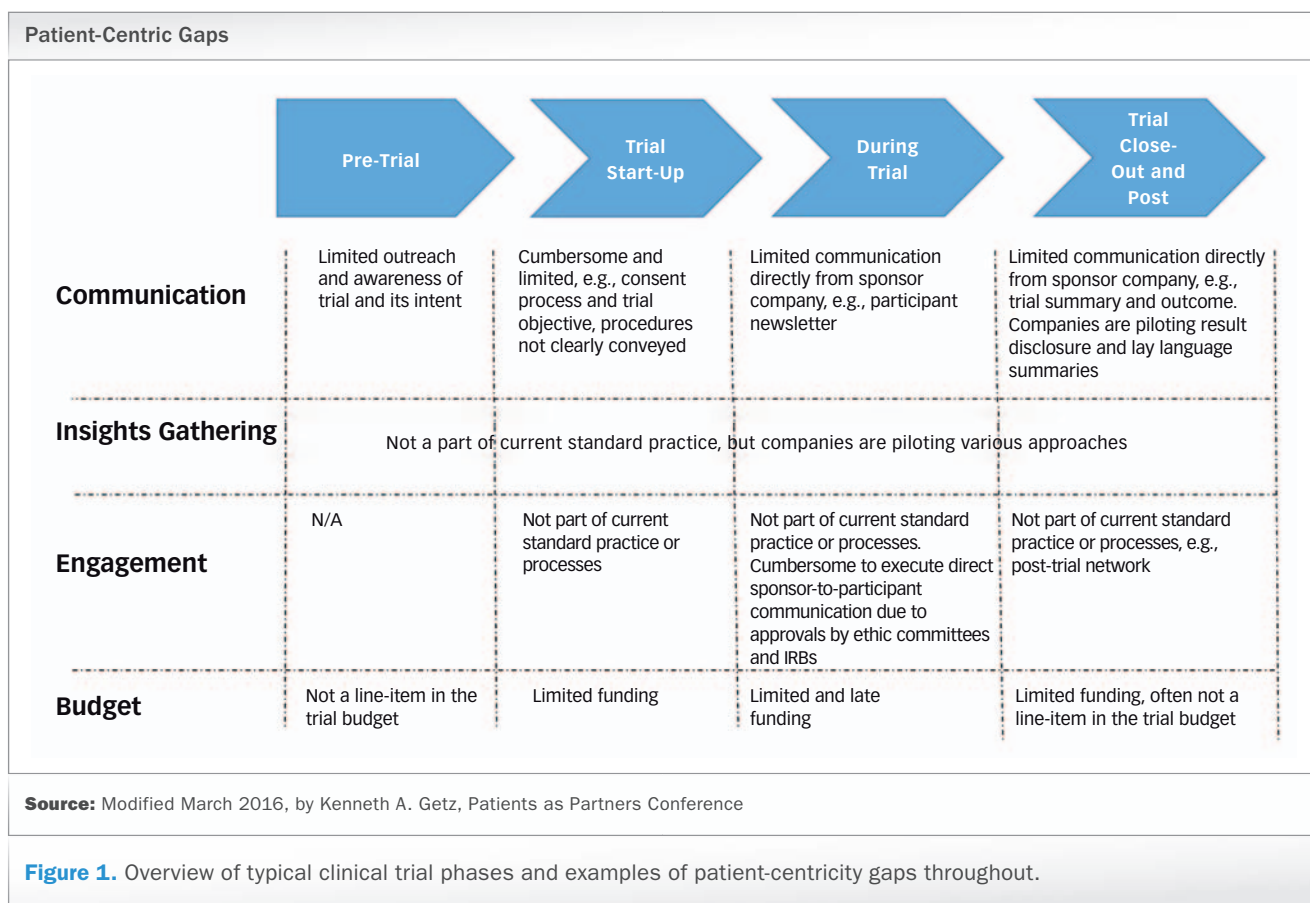 Patient-Centric Gaps
Pre-Trial
Trial
Start-Up
During
Trial
Trial
Close-
Out and
Post
Communication
Limited outreach
and awareness of
trial and its intent
Cumbersome and
limited, e.g., consent
process and trial
objective, procedures
not clearly conveyed
Limited communication
directly from sponsor
company, e.g., participant
newsletter
Limited communication directly
from sponsor company, e.g.,
trial summary and outcome.
Companies are piloting result
disclosure and lay language
summaries
Insights Gathering
Not a part of current standard practice, but companies are piloting various approaches
Engagement
N/A
Not part of current
standard practice or
processes
Not part of current standard
practice or processes.
Cumbersome to execute direct
sponsor-to-participant
communication due to
approvals by ethic committees
and IRBs
Not part of current standard
practice or processes, e.g.,
post-trial network
Budget
Not a line-item in the
trial budget
Limited funding
Limited and late
funding
Limited funding, often not a
line-item in the trial budget
Source: Modified March 2016, by Kenneth A. Getz, Patients as Partners Conference
Figure 1. Overview of typical clinical trial phases and examples of patient-centricity gaps throughout.